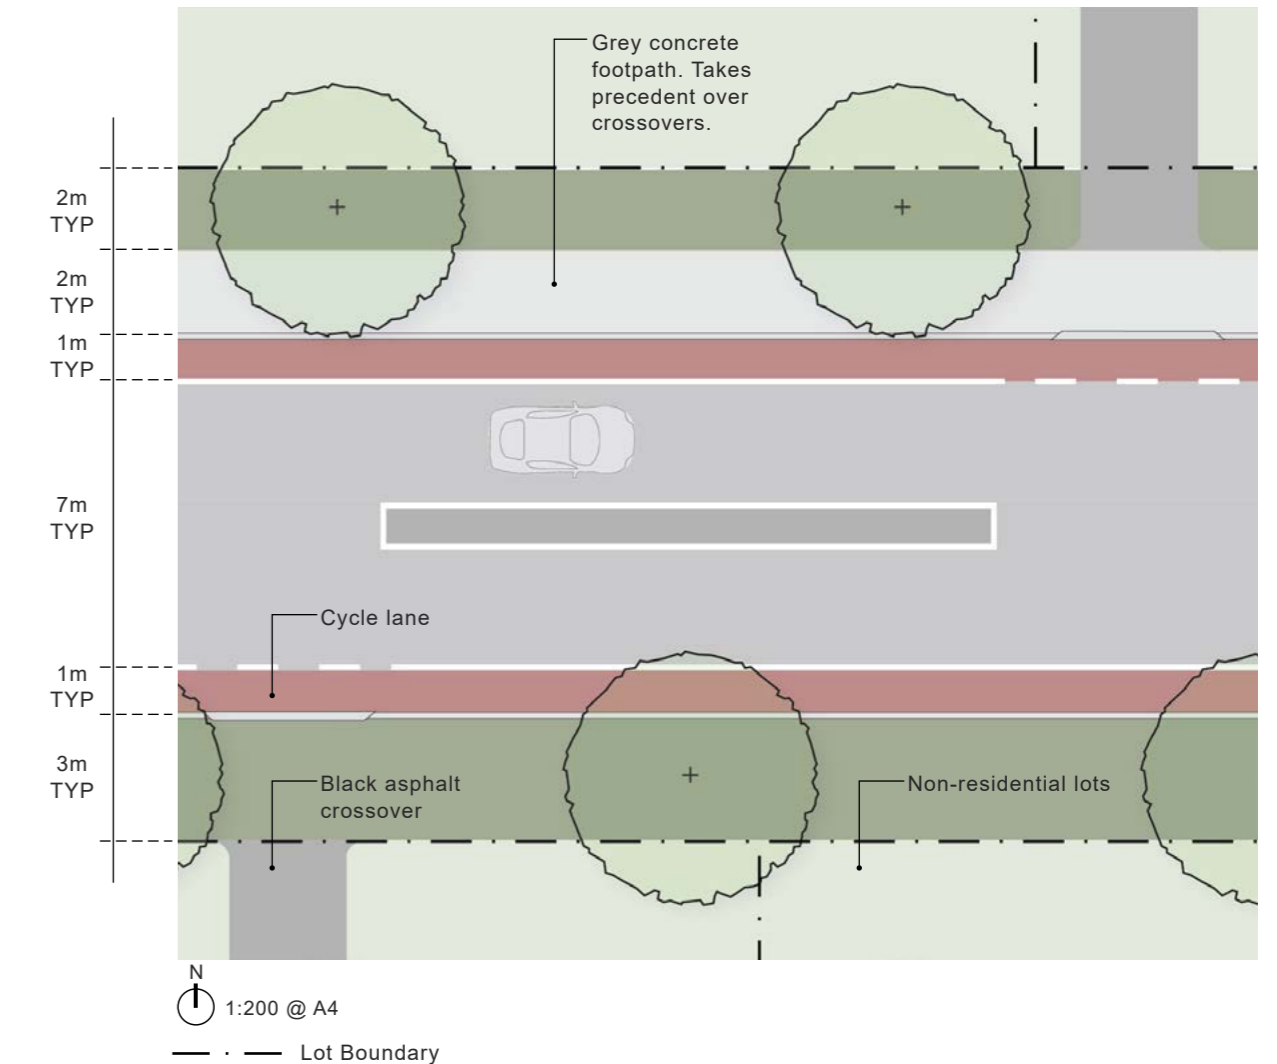 Grey concrete
footpath. Takes
precedent over
crossovers.
2m
TYP
2m
TYP
1m
TYP
7m
TYP
Cycle lane
1m
TYP
3m
TYP
Black asphalt
crossover
Non-residential lots
N
1:200 @ A4
Lot Boundary